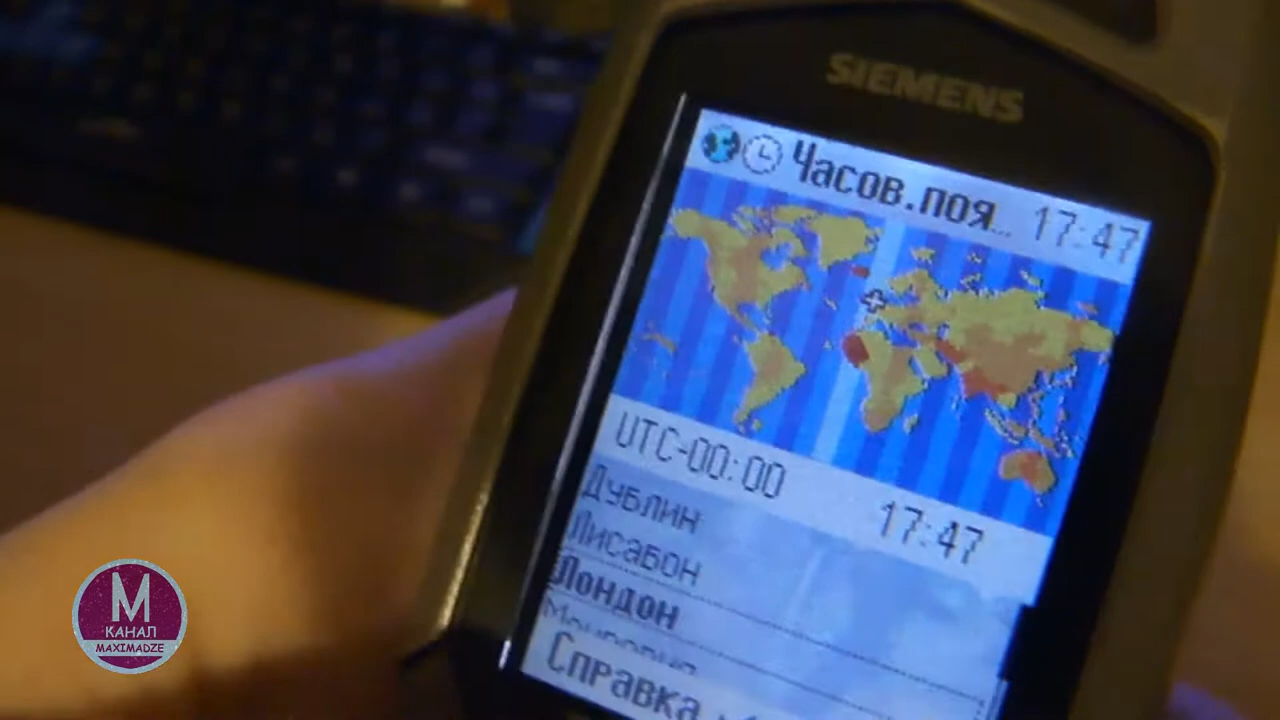 SIEMENS
Часов.поя... 17:47
UTC-00:00
17:47
Дублин
Лисабон
Лондон
Справка
М
КАНАЛ
MAXIMADZE